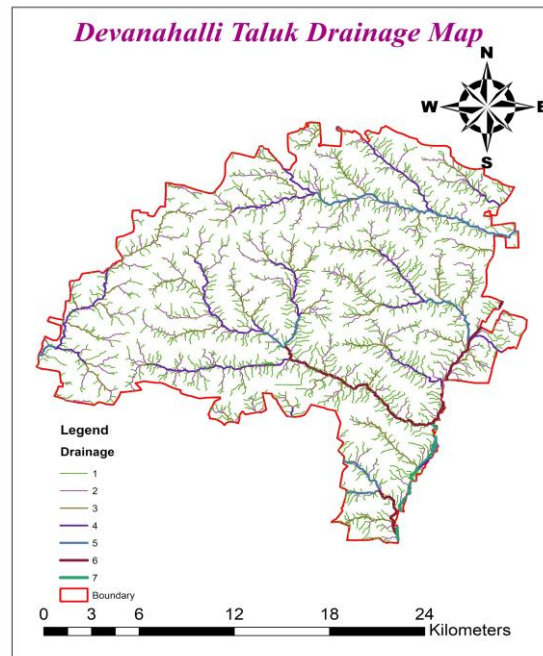 Devanahalli Taluk Drainage Map
N
W E
S
Legend
Drainage
1
2
3
4
5
6
7
Boundary
0 3 6 12 18 24
Kilometers